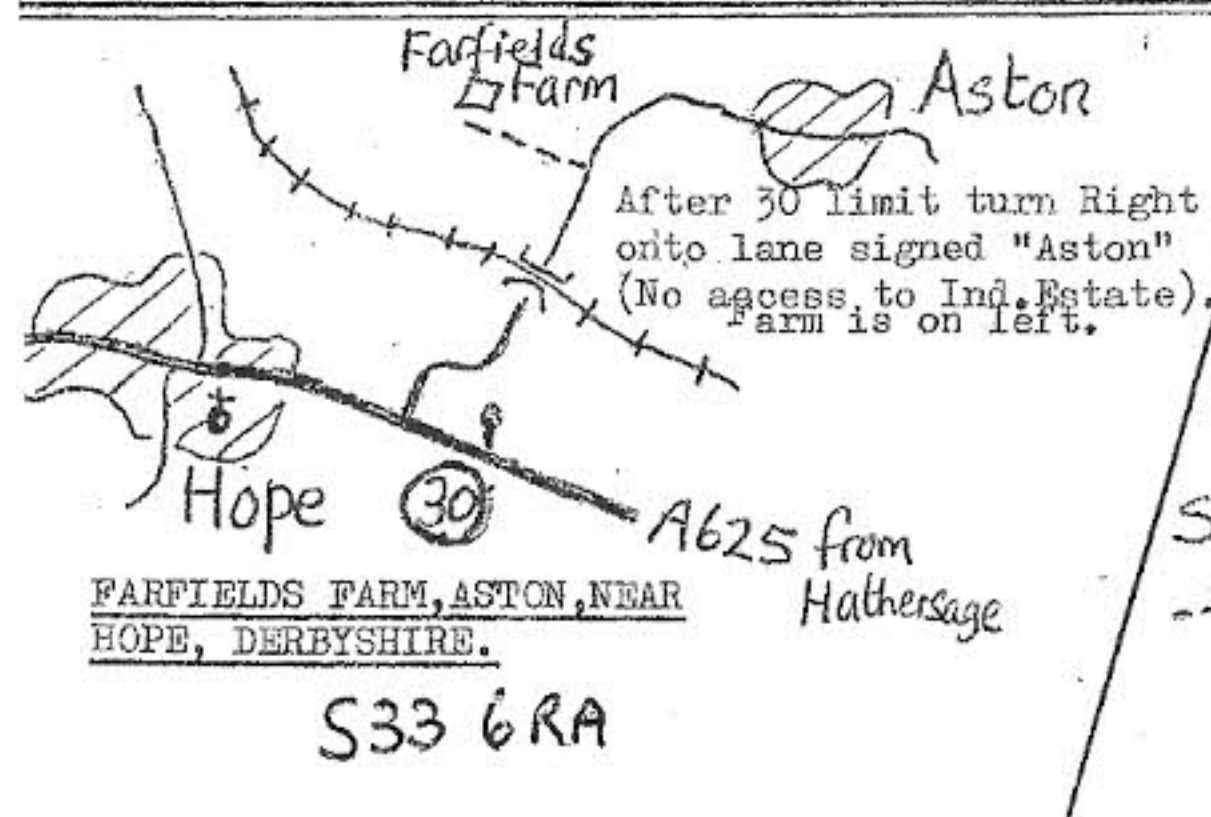 Farfields
Farm
Aston
After 30 limit turn Right
onto lane signed "Aston"
(No access to Ind.Estate).
Farm is on left.
Hope
30
A625 from
Hathersage
FARFIELDS FARM,ASTON,NEAR
HOPE, DERBYSHIRE.
S33 6RA
S